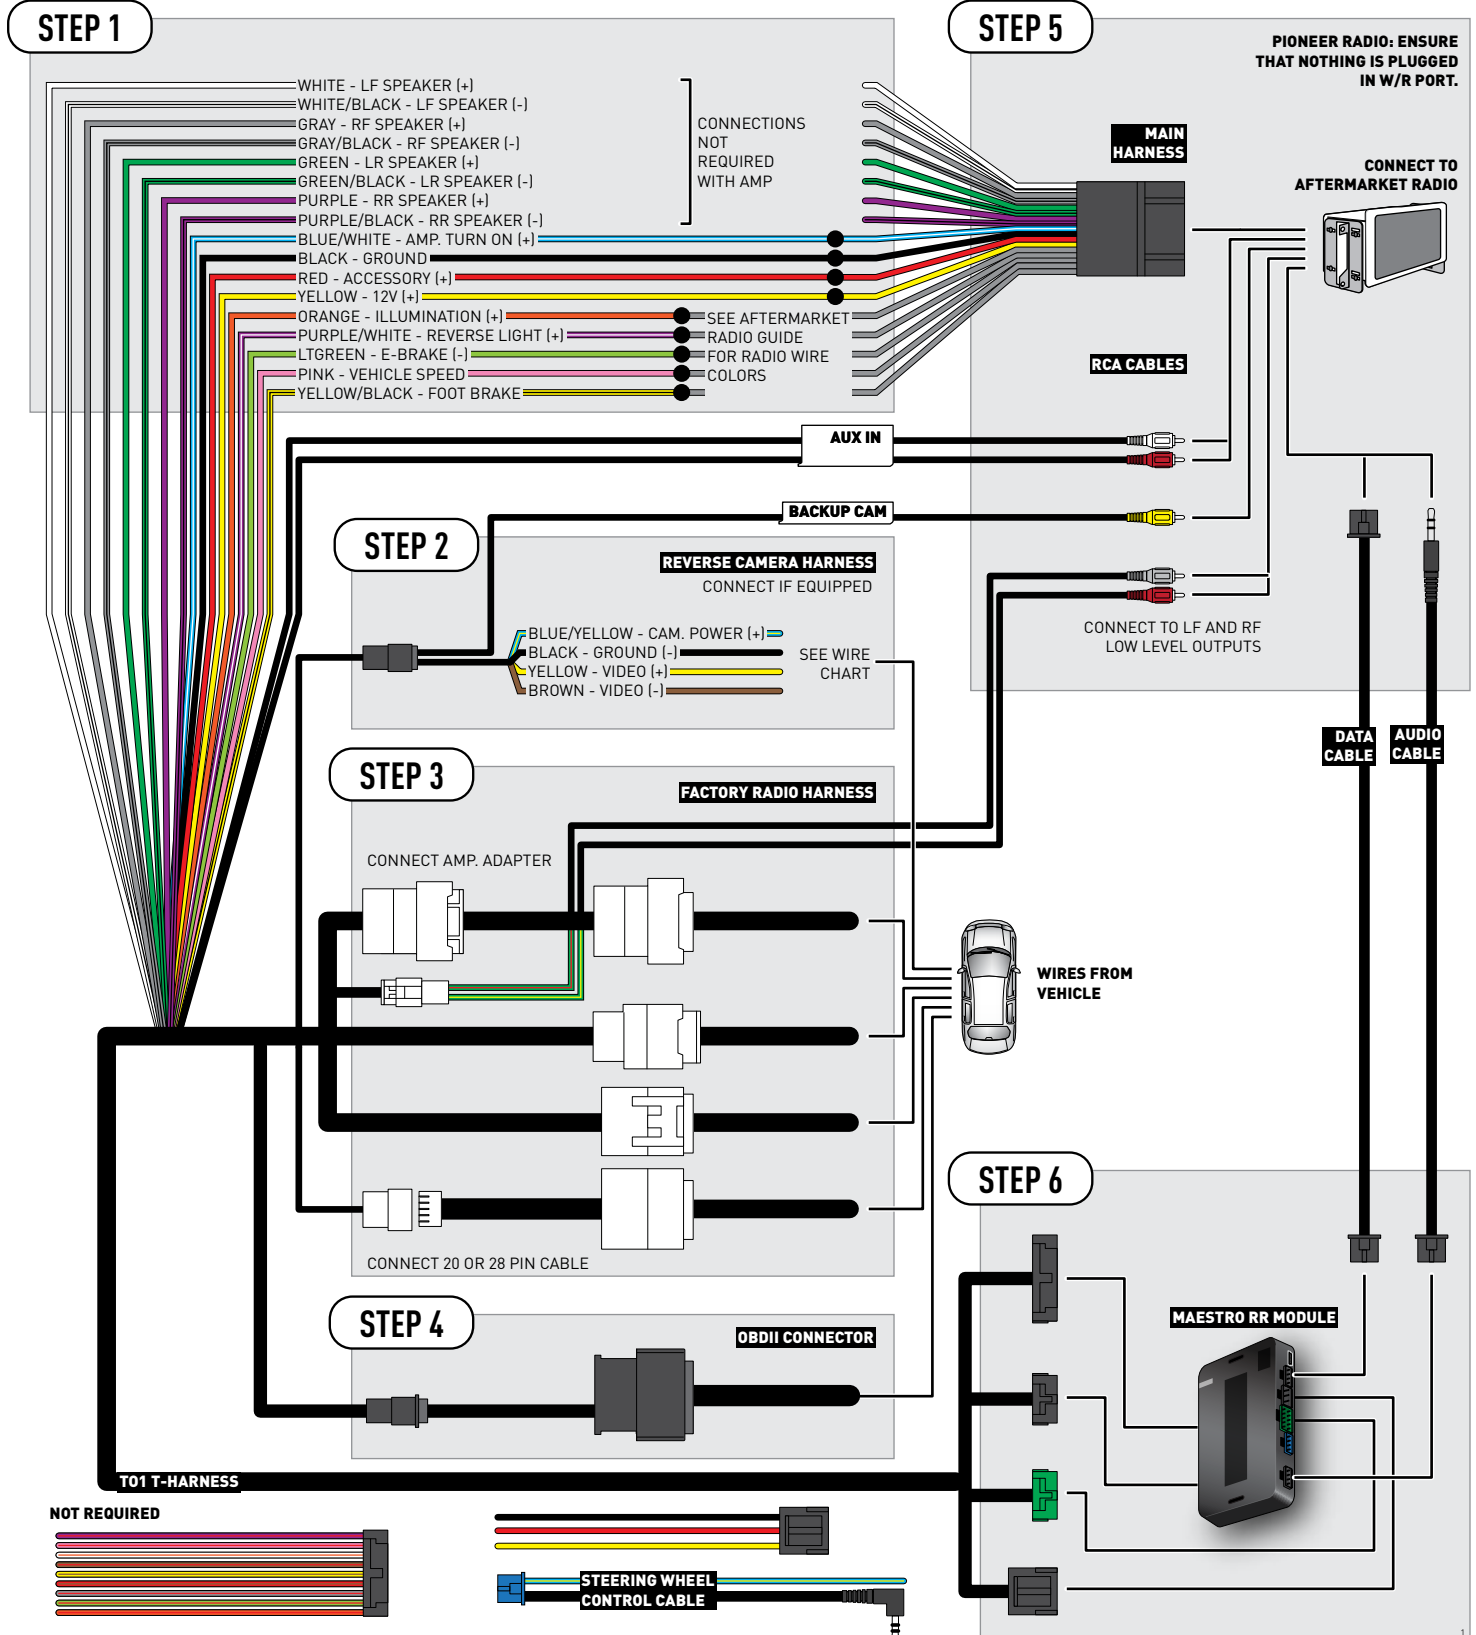 STEP 1
WHITE - LF SPEAKER (+)
WHITE/BLACK - LF SPEAKER (-)
GRAY - RF SPEAKER (+)
GRAY/BLACK - RF SPEAKER (-)
GREEN - LR SPEAKER (+)
GREEN/BLACK - LR SPEAKER (-)
PURPLE - RR SPEAKER (+)
PURPLE/BLACK - RR SPEAKER (-)
BLUE/WHITE - AMP. TURN ON (+)
BLACK - GROUND
RED - ACCESSORY (+)
YELLOW - 12V (+)
ORANGE - ILLUMINATION (+)
PURPLE/WHITE - REVERSE LIGHT (+)
LTGREEN - E-BRAKE (-)
PINK - VEHICLE SPEED
YELLOW/BLACK - FOOT BRAKE
CONNECTIONS
NOT
REQUIRED
WITH AMP
SEE AFTERMARKET
RADIO GUIDE
FOR RADIO WIRE
COLORS
STEP 5
PIONEER RADIO: ENSURE
THAT NOTHING IS PLUGGED
IN W/R PORT.
MAIN
HARNESS
CONNECT TO
AFTERMARKET RADIO
RCA CABLES
AUX IN
BACKUP CAM
CONNECT TO LF AND RF
LOW LEVEL OUTPUTS
DATA
CABLE
AUDIO
CABLE
STEP 2
REVERSE CAMERA HARNESS
CONNECT IF EQUIPPED
BLUE/YELLOW - CAM. POWER (+)
BLACK - GROUND (-)
YELLOW - VIDEO (+)
BROWN - VIDEO (-)
SEE WIRE
CHART
STEP 3
FACTORY RADIO HARNESS
CONNECT AMP. ADAPTER
CONNECT 20 OR 28 PIN CABLE
WIRES FROM
VEHICLE
STEP 4
OBDII CONNECTOR
STEP 6
MAESTRO RR MODULE
T01 T-HARNESS
NOT REQUIRED
STEERING WHEEL
CONTROL CABLE
1